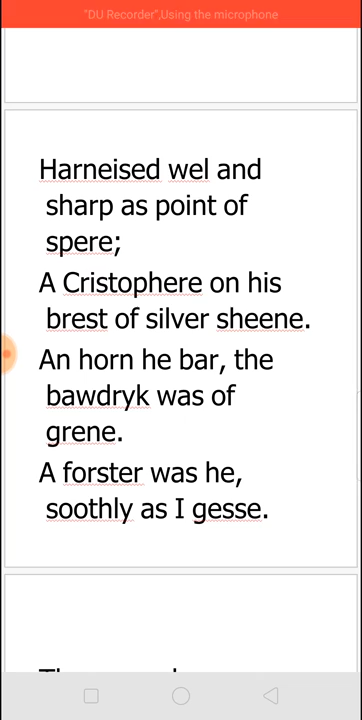 "DU Recorder",Using the microphone
Harneised wel and
sharp as point of
spere;
A Cristophere on his
brest of silver sheene.
An horn he bar, the
bawdryk was of
grene.
A forster was he,
soothly as I gesse.